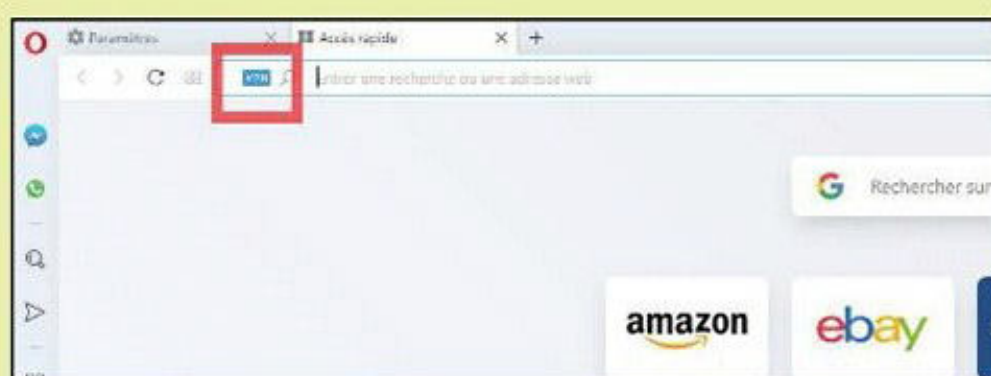 Paramètres
Accès rapide
VPN
Entrer une recherche ou une adresse web
Rechercher sur
amazon
ebay